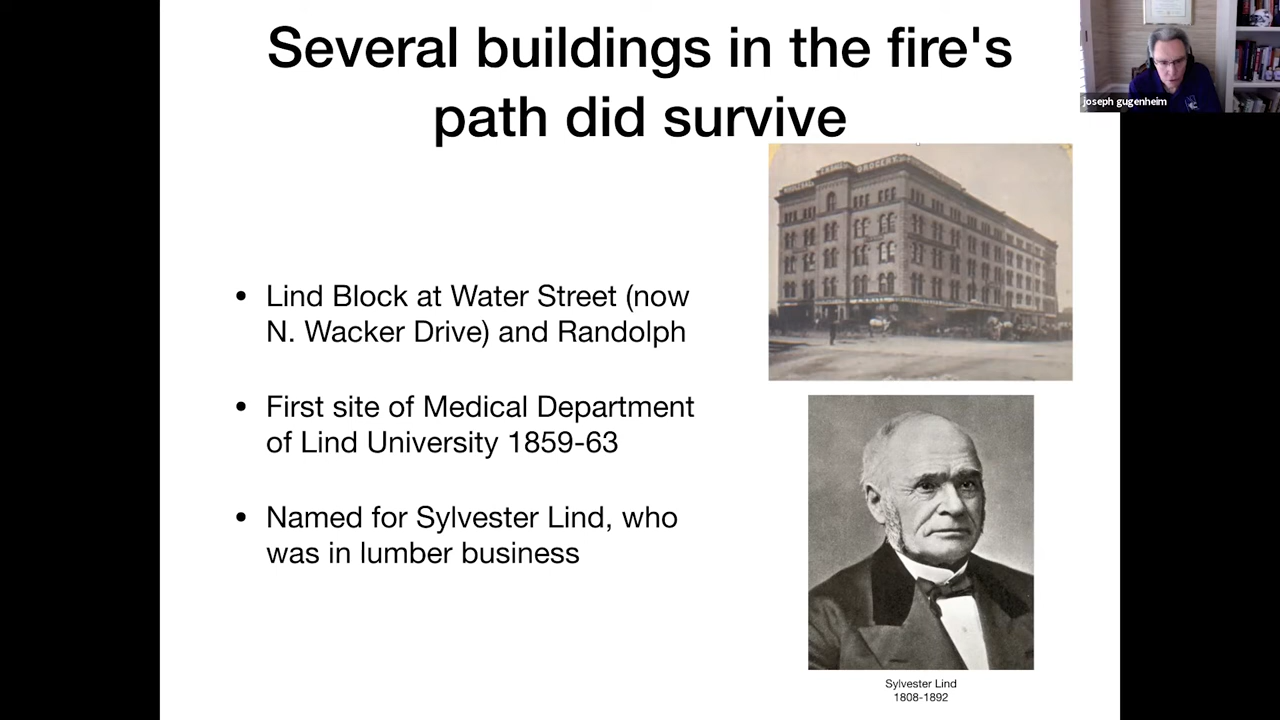 Several buildings in the fire's
path did survive
joseph gugenheim
• Lind Block at Water Street (now
N. Wacker Drive) and Randolph
• First site of Medical Department
of Lind University 1859-63
• Named for Sylvester Lind, who
was in lumber business
Sylvester Lind
1808-1892